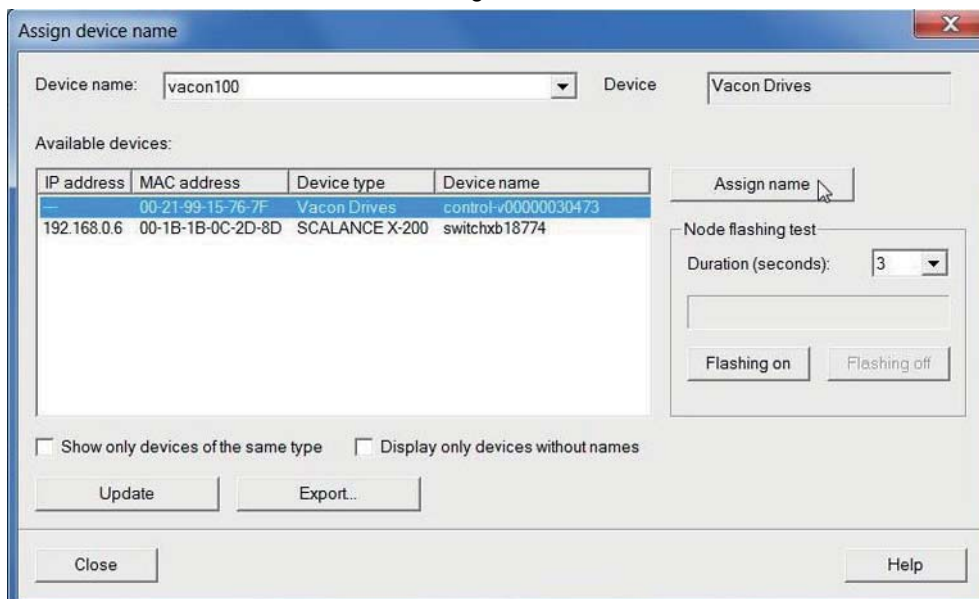 Assign device name
X
Device name: vacon100 Device Vacon Drives
Available devices:
IP address MAC address Device type Device name
--- 00-21-99-15-76-7F Vacon Drives control-v00000030473
192.168.0.6 00-1B-1B-0C-2D-8D SCALANCE X-200 switchxb18774
Assign name
Node flashing test
Duration (seconds): 3
Flashing on Flashing off
Show only devices of the same type Display only devices without names
Update Export...
Close Help